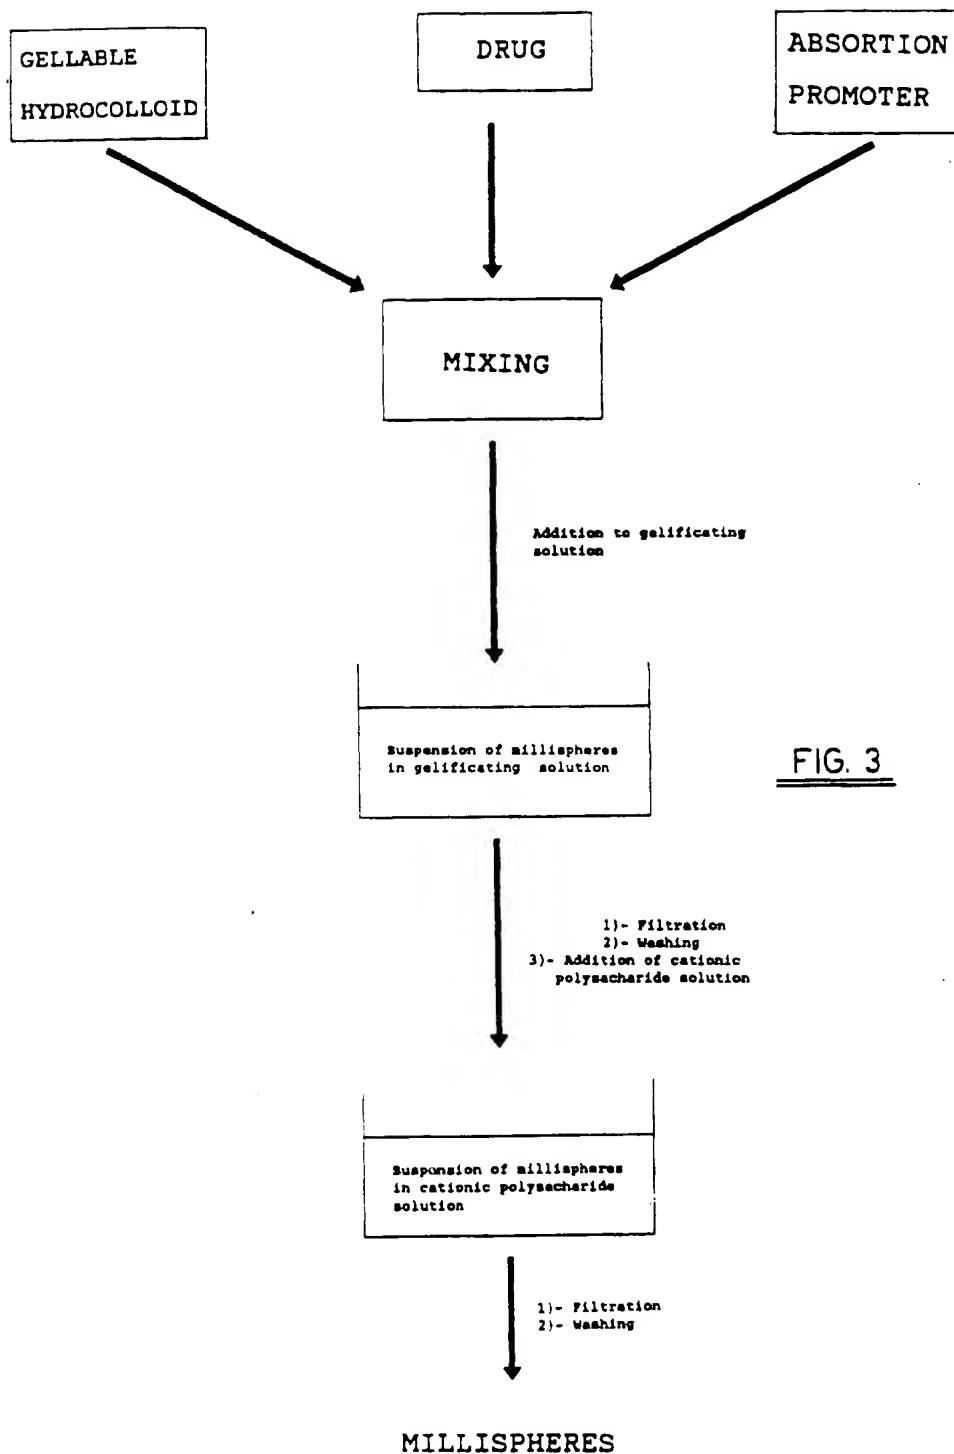 GELLABLE
HYDROCOLLOID
DRUG
ABSORTION
PROMOTER
MIXING
Addition to gelificating
solution
Suspension of millispheres
in gelificating solution
FIG. 3
1)- Filtration
2)- Washing
3)- Addition of cationic
polysacharide solution
Suspension of millispheres
in cationic polysacharide
solution
1)- Filtration
2)- Washing
MILLISPHERES